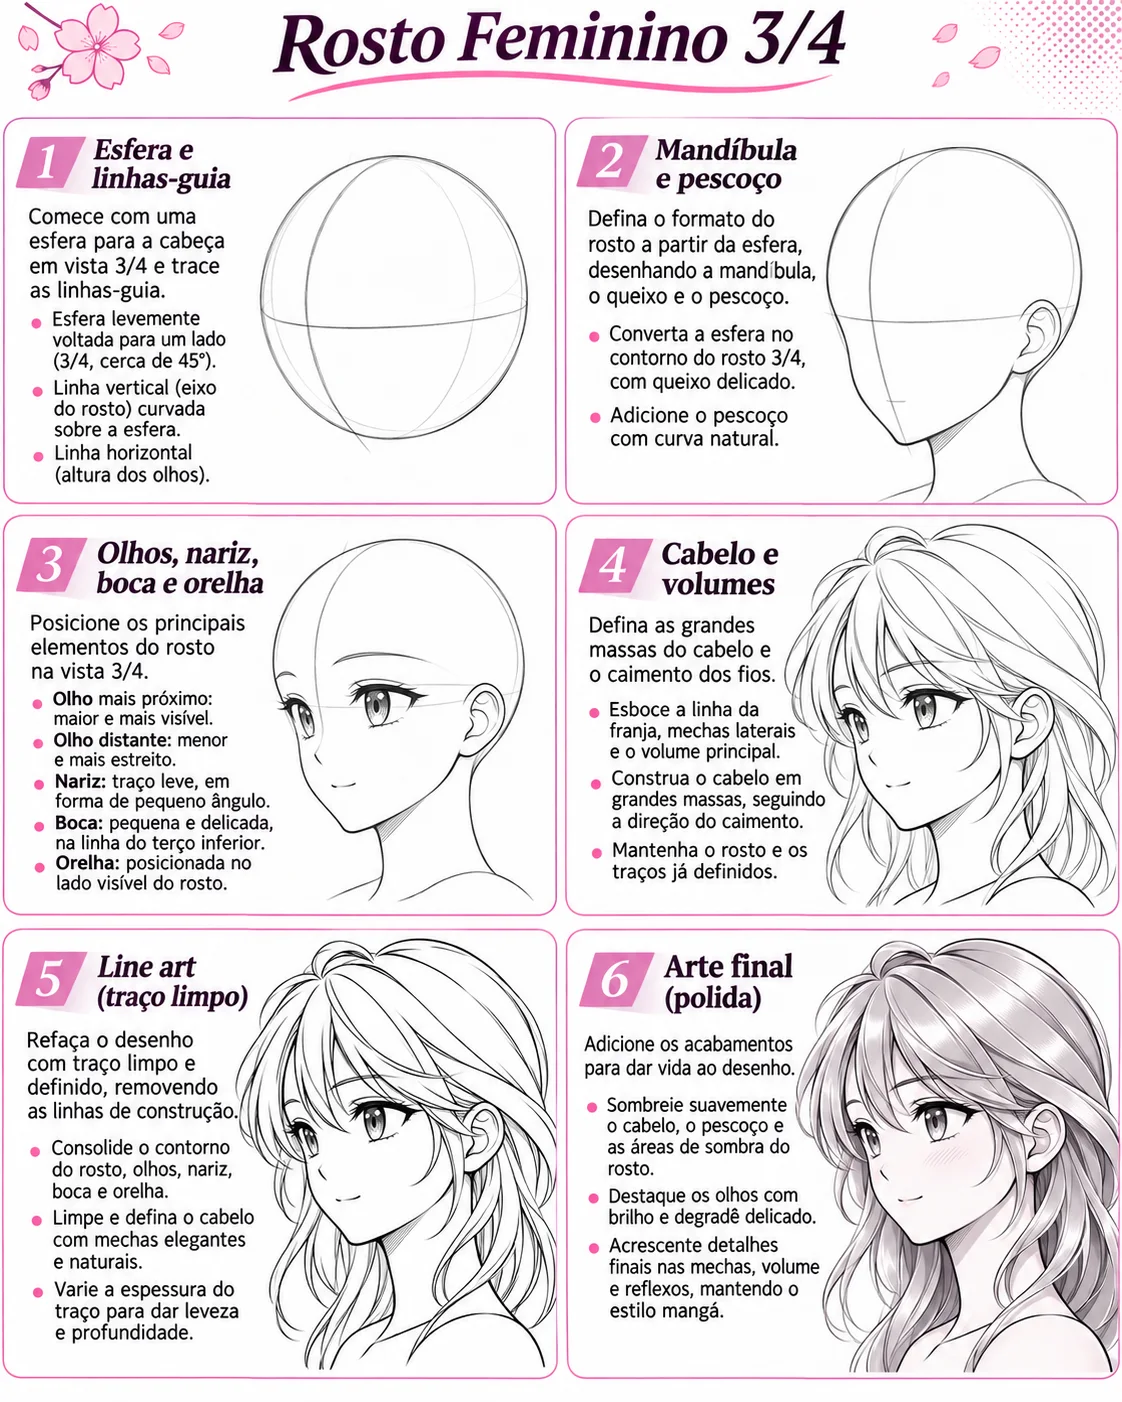 Rosto Feminino 3/4
1
Esfera e
linhas-guia
Comece com uma
esfera para a cabeça
em vista 3/4 e trace
as linhas-guia.
Esfera levemente
voltada para um lado
(3/4, cerca de 45°).
Linha vertical (eixo
do rosto) curvada
sobre a esfera.
Linha horizontal
(altura dos olhos).
2
Mandíbula
e pescoço
Defina o formato do
rosto a partir da esfera,
desenhando a mandíbula,
o queixo e o pescoço.
Converta a esfera no
contorno do rosto 3/4,
com queixo delicado.
Adicione o pescoço
com curva natural.
3
Olhos, nariz,
boca e orelha
Posicione os principais
elementos do rosto
na vista 3/4.
Olho mais próximo:
maior e mais visível.
Olho distante: menor
e mais estreito.
Nariz: traço leve, em
forma de pequeno ângulo.
Boca: pequena e delicada,
na linha do terço inferior.
Orelha: posicionada no
lado visível do rosto.
4
Cabelo e
volumes
Defina as grandes
massas do cabelo e
o caimento dos fios.
Esboce a linha da
franja, mechas laterais
e o volume principal.
Construa o cabelo em
grandes massas, seguindo
a direção do caimento.
Mantenha o rosto e os
traços já definidos.
5
Line art
(traço limpo)
Refaça o desenho
com traço limpo e
definido, removendo
as linhas de construção.
Consolide o contorno
do rosto, olhos, nariz,
boca e orelha.
Limpe e defina o cabelo
com mechas elegantes
e naturais.
Varie a espessura do
traço para dar leveza
e profundidade.
6
Arte final
(polida)
Adicione os acabamentos
para dar vida ao desenho.
Sombreie suavemente
o cabelo, o pescoço e
as áreas de sombra do
rosto.
Destaque os olhos com
brilho e degradê delicado.
Acrescente detalhes
finais nas mechas, volume
e reflexos, mantendo o
estilo mangá.